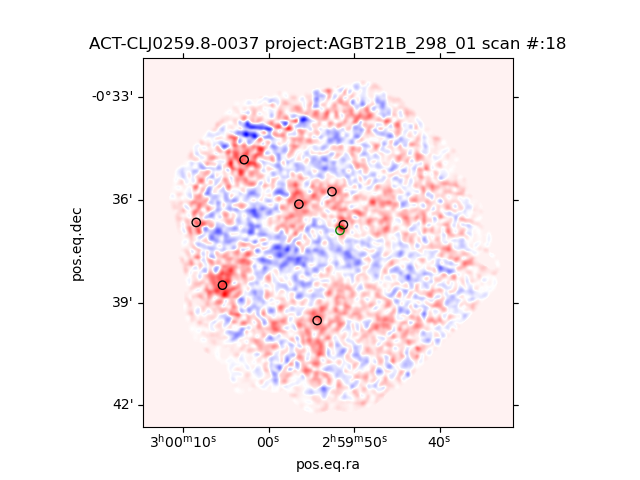 ACT-CLJ0259.8-0037 project:AGBT21B_298_01 scan #:18
-0°33'
36'
39'
42'
pos.eq.dec
3ʰ00ᵐ10ˢ 00ˢ 2ʰ59ᵐ50ˢ 40ˢ
pos.eq.ra